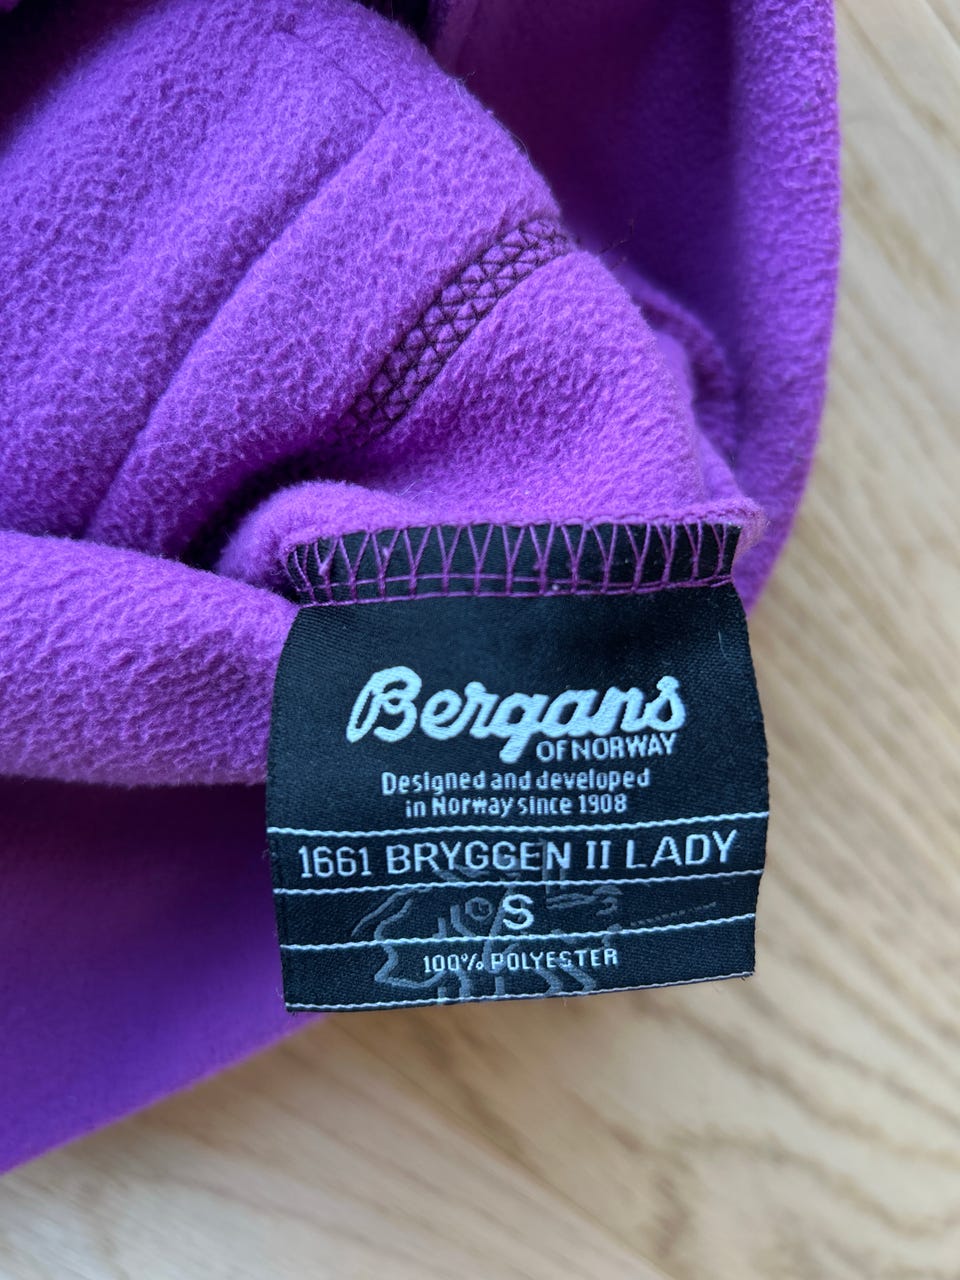 Bergans
OF NORWAY
Designed and developed
in Norway since 1908
1661 BRYGGEN II LADY
S
100% POLYESTER